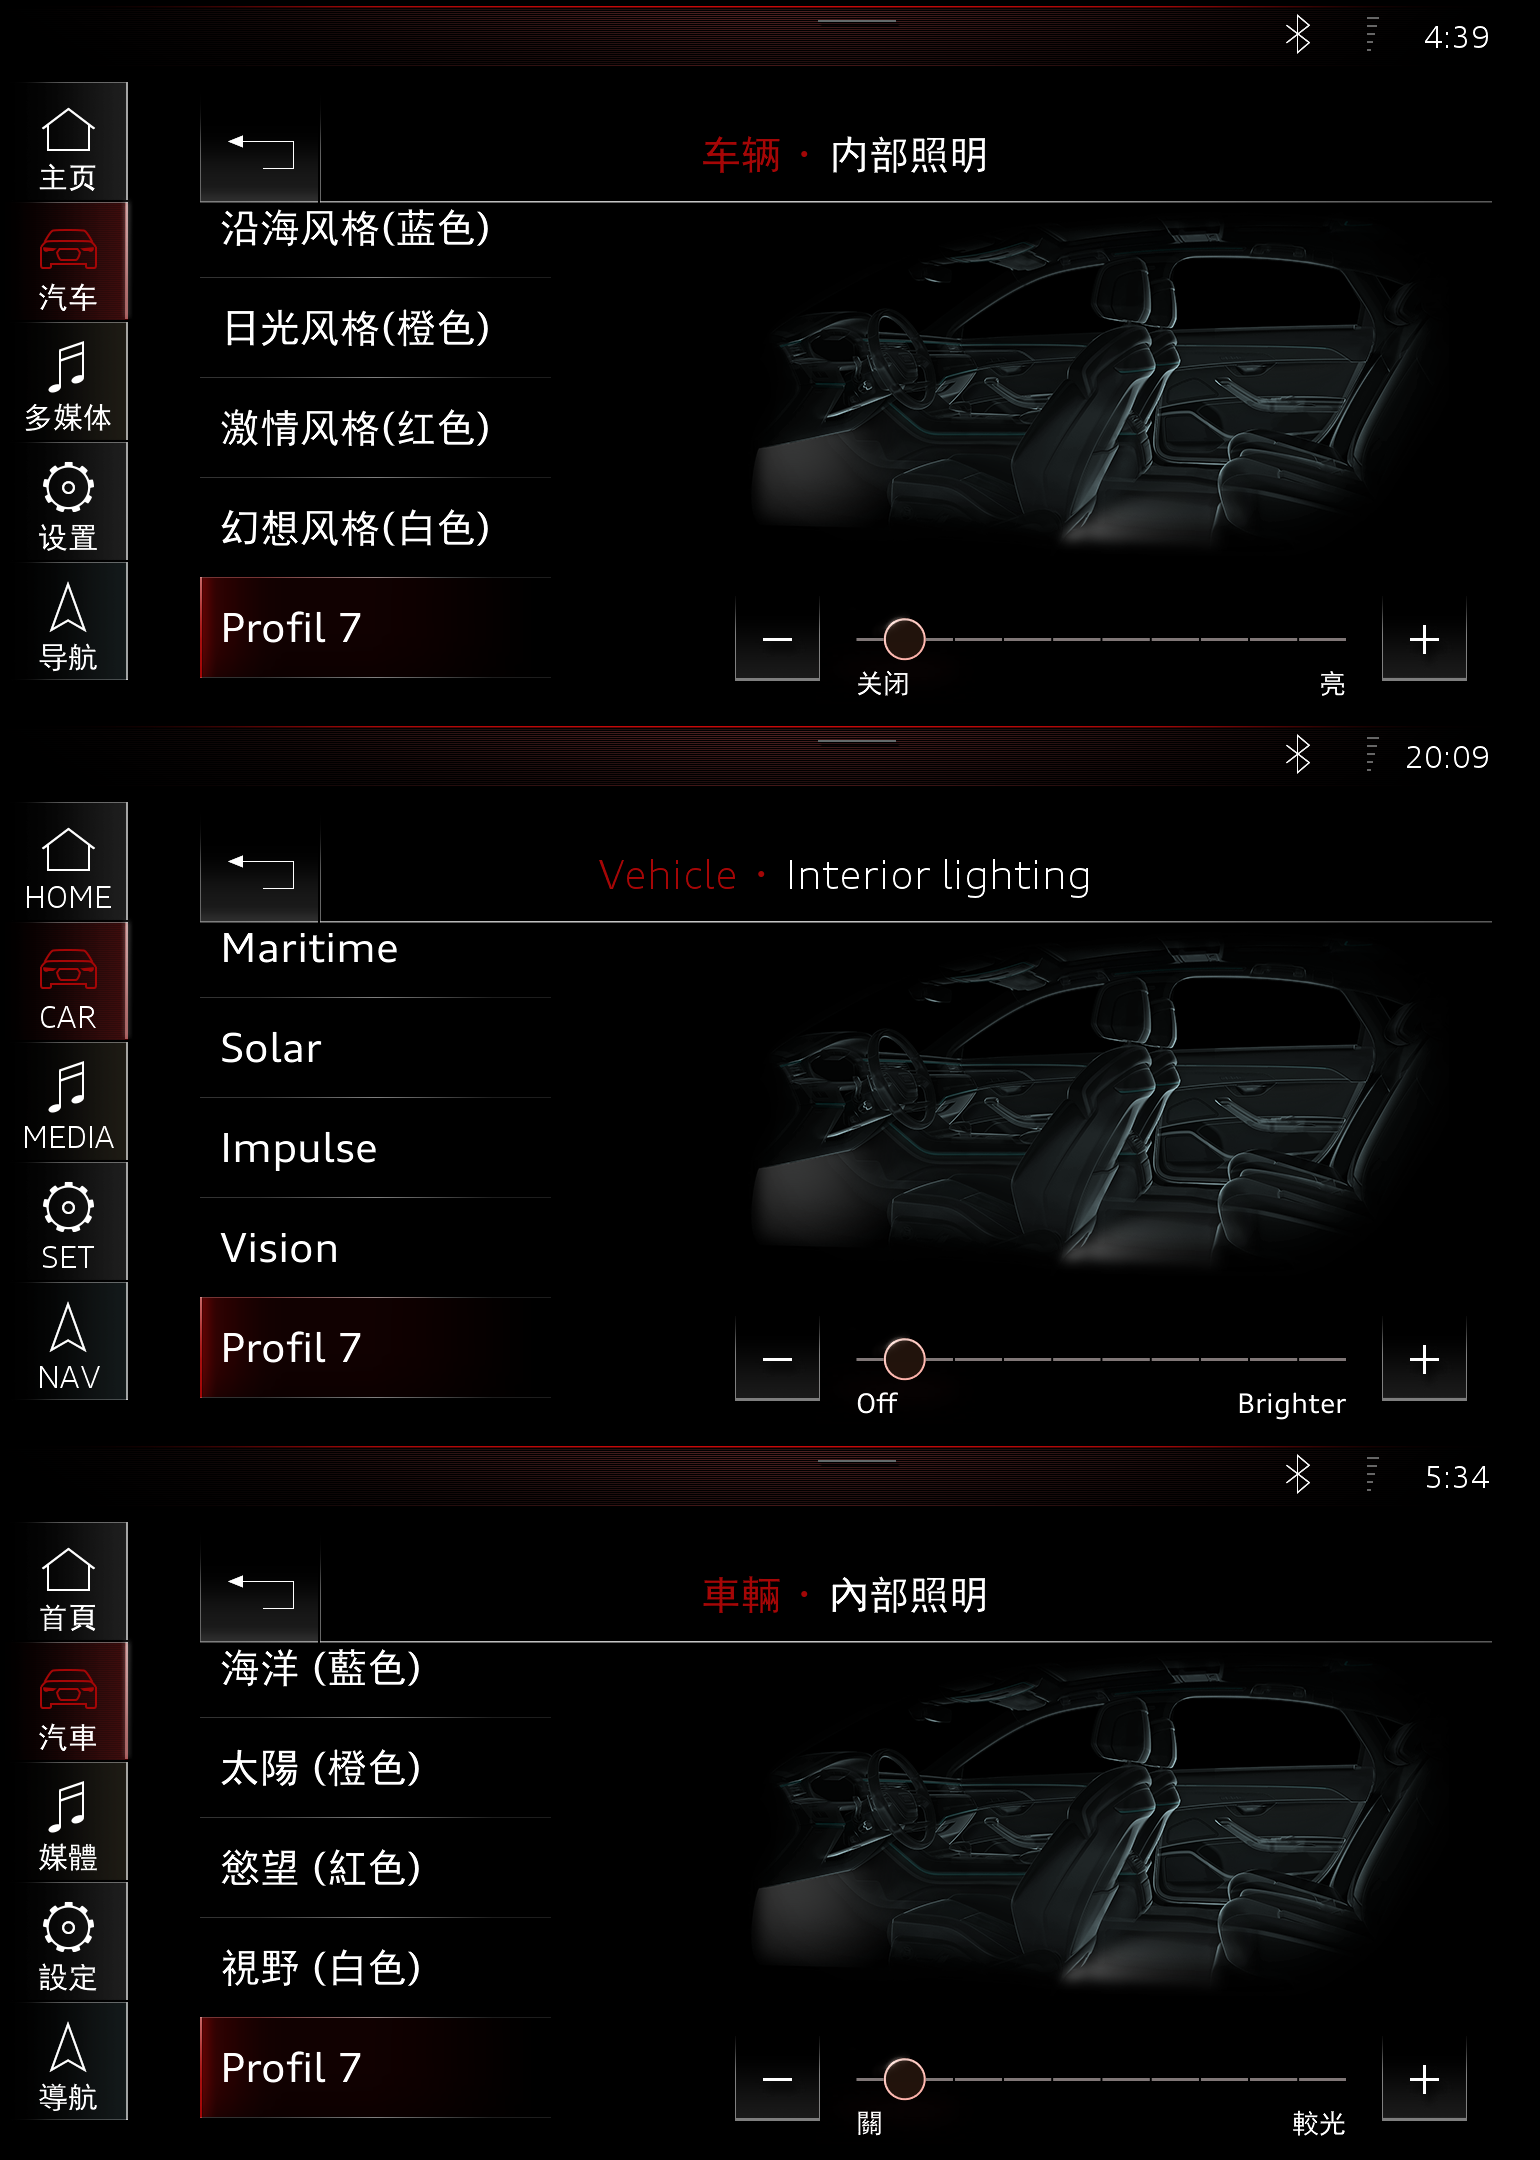 4:39
主页
车辆 · 内部照明
沿海风格(蓝色)
汽车
日光风格(橙色)
多媒体
激情风格(红色)
设置
幻想风格(白色)
导航
Profil 7
关闭
亮
20:09
HOME
Vehicle · Interior lighting
Maritime
CAR
Solar
MEDIA
Impulse
SET
Vision
NAV
Profil 7
Off
Brighter
5:34
首頁
車輛 · 內部照明
海洋 (藍色)
汽車
太陽 (橙色)
媒體
慾望 (紅色)
設定
視野 (白色)
導航
Profil 7
關
較光